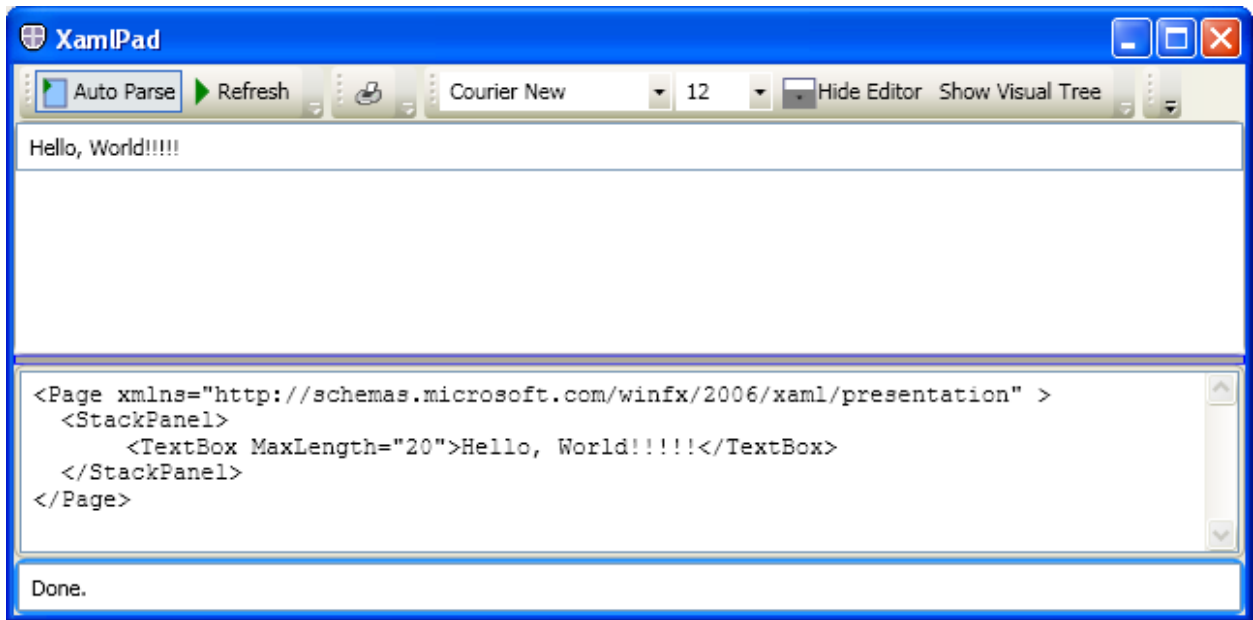 XamlPad
Auto Parse Refresh Courier New 12 Hide Editor Show Visual Tree
Hello, World!!!!!
<Page xmlns="http://schemas.microsoft.com/winfx/2006/xaml/presentation" >
<StackPanel>
<TextBox MaxLength="20">Hello, World!!!!!</TextBox>
</StackPanel>
</Page>
Done.